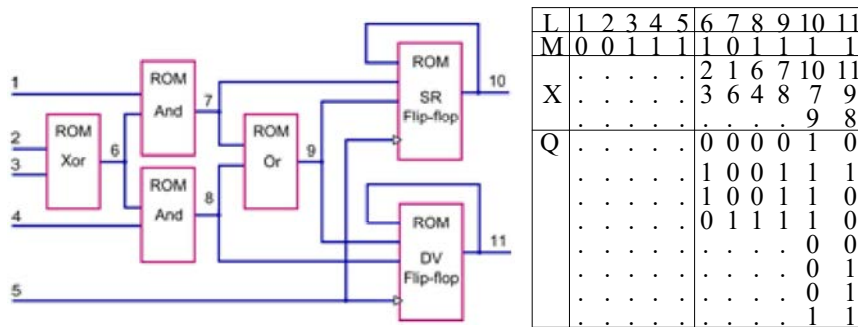 1
2
3
4
5
ROM
Xor
6
ROM
And
7
ROM
And
8
ROM
Or
9
ROM
SR
Flip-flop
10
ROM
DV
Flip-flop
11
L 1 2 3 4 5 6 7 8 9 10 11
M 0 0 1 1 1 1 0 1 1 1 1
. . . . . 2 1 6 7 10 11
X . . . . . 3 6 4 8 7 9
. . . . . . . . . 9 8
Q . . . . . 0 0 0 0 1 0
. . . . . 1 0 0 1 1 1
. . . . . 1 0 0 1 1 0
. . . . . 0 1 1 1 1 0
. . . . . . . . . 0 0
. . . . . . . . . 0 1
. . . . . . . . . 0 1
. . . . . . . . . 1 1